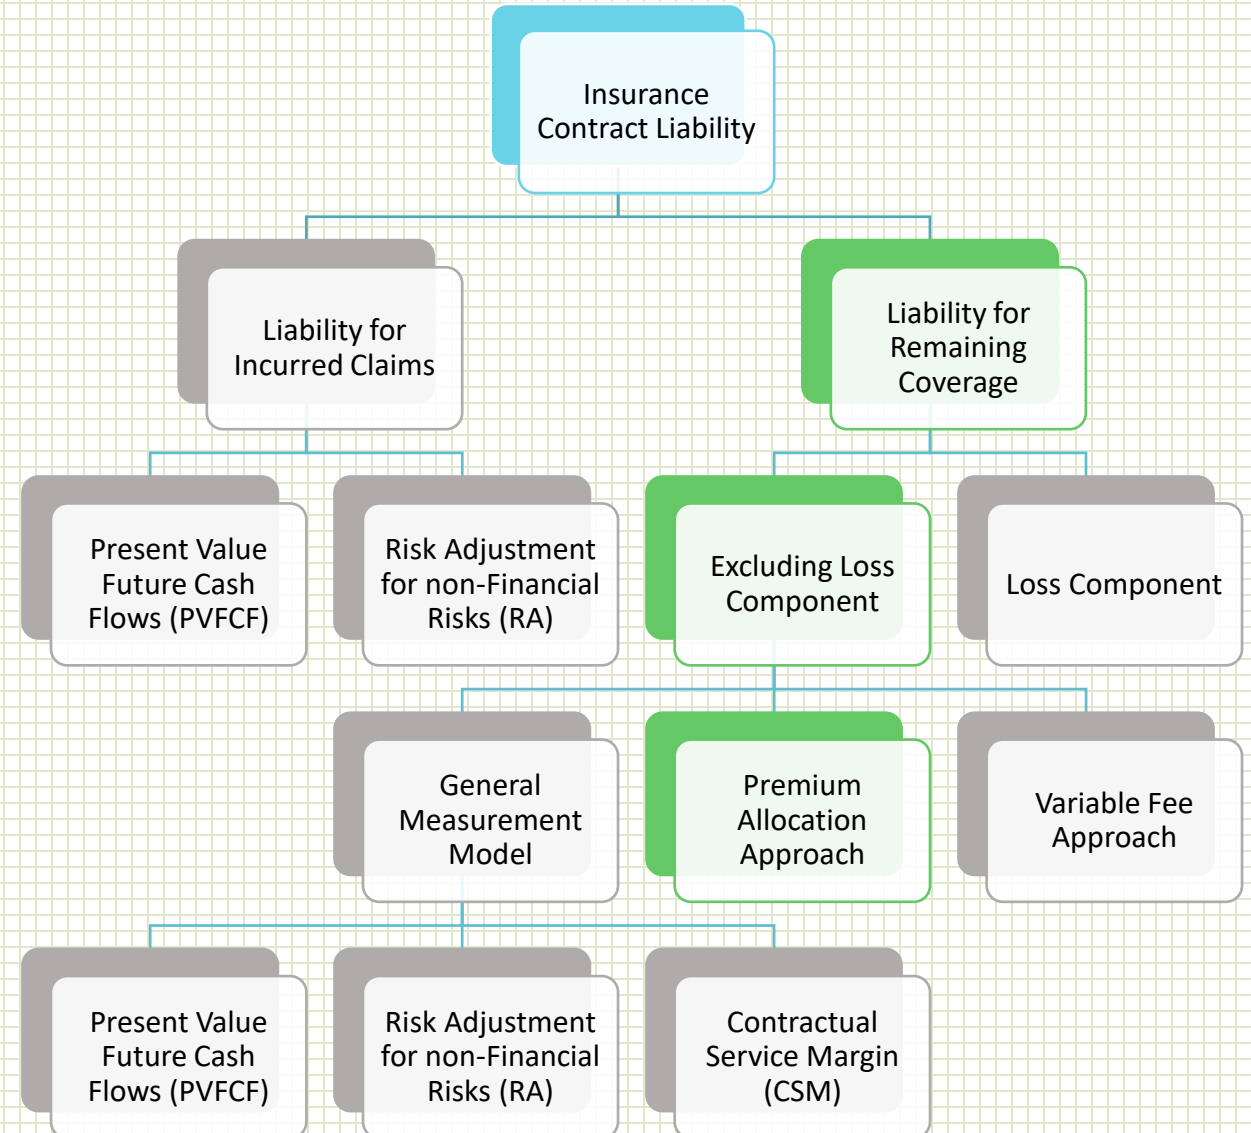 Insurance
Contract Liability
Liability for
Incurred Claims
Liability for
Remaining
Coverage
Present Value
Future Cash
Flows (PVFCF)
Risk Adjustment
for non-Financial
Risks (RA)
Excluding Loss
Component
Loss Component
General
Measurement
Model
Premium
Allocation
Approach
Variable Fee
Approach
Present Value
Future Cash
Flows (PVFCF)
Risk Adjustment
for non-Financial
Risks (RA)
Contractual
Service Margin
(CSM)